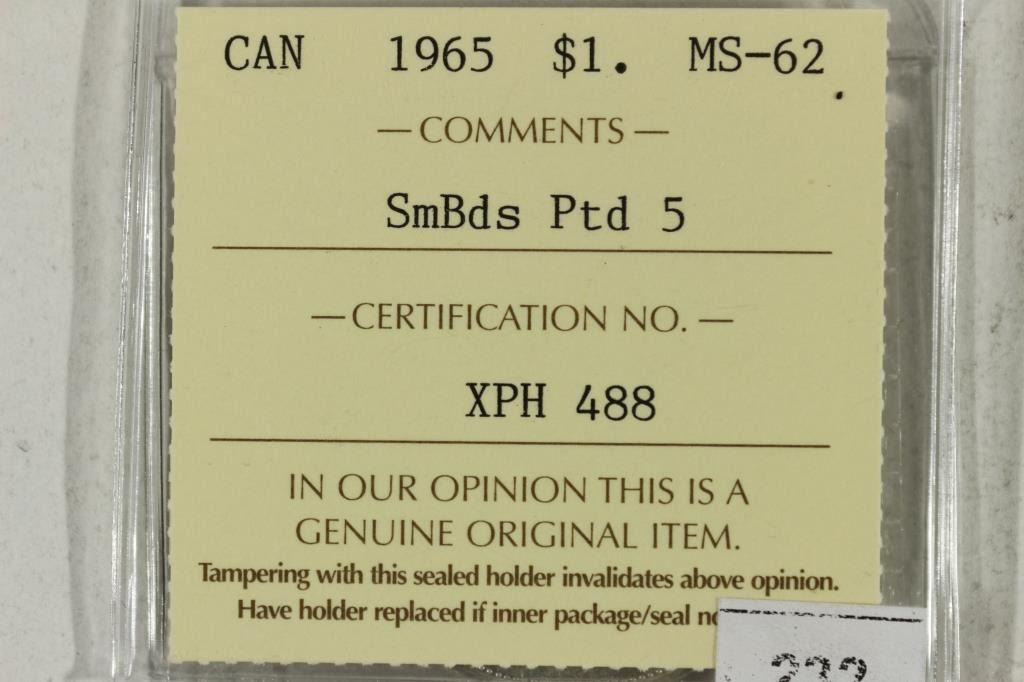 CAN 1965 $1. MS-62
— COMMENTS —
SmBds Ptd 5
— CERTIFICATION NO. —
XPH 488
IN OUR OPINION THIS IS A
GENUINE ORIGINAL ITEM.
Tampering with this sealed holder invalidates above opinion.
Have holder replaced if inner package/seal